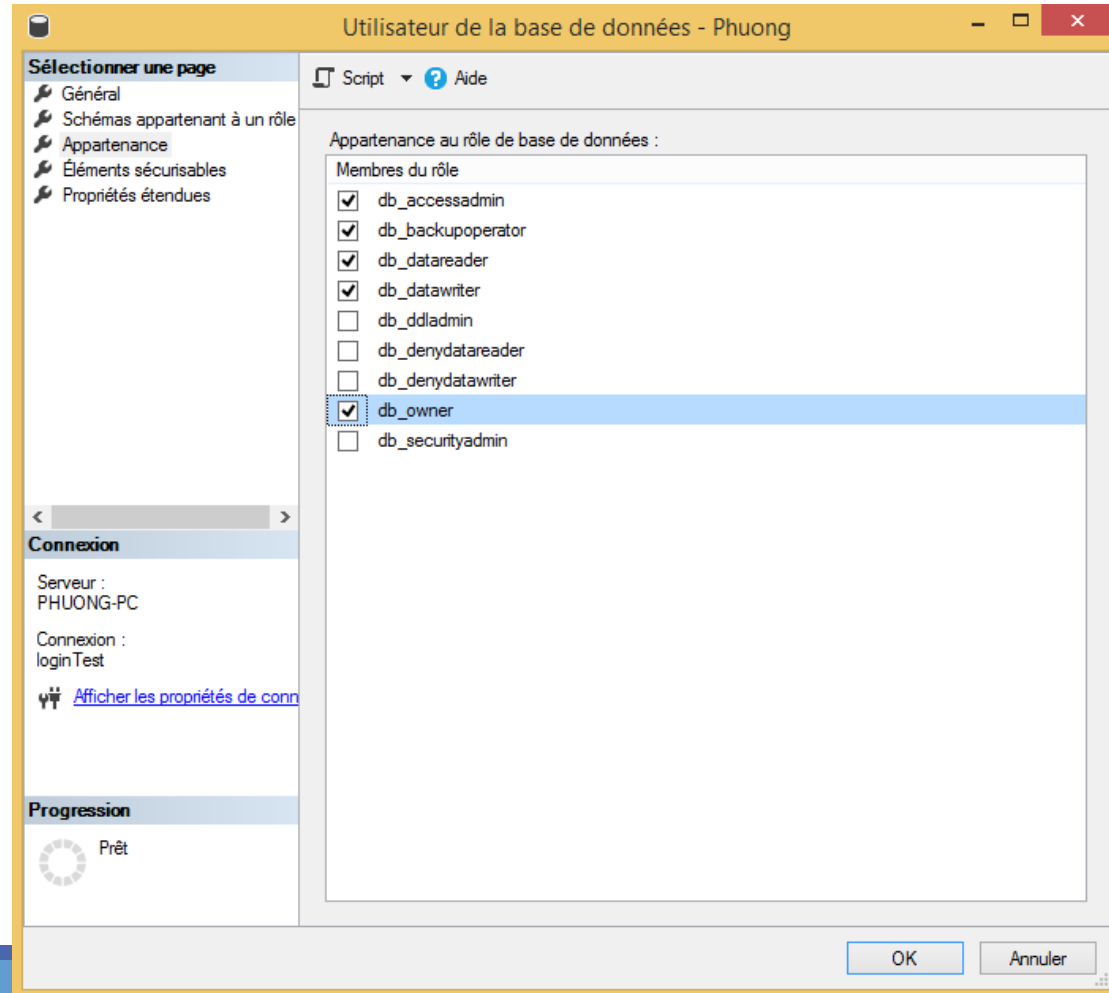 Utilisateur de la base de données - Phuong
Sélectionner une page
Général
Schémas appartenant à un rôle
Appartenance
Éléments sécurisables
Propriétés étendues
Script
Aide
Appartenance au rôle de base de données :
Membres du rôle
db_accessadmin
db_backupoperator
db_datareader
db_datawriter
db_ddladmin
db_denydatareader
db_denydatawriter
db_owner
db_securityadmin
Connexion
Serveur :
PHUONG-PC
Connexion :
loginTest
Afficher les propriétés de conn
Progression
Prêt
OK
Annuler